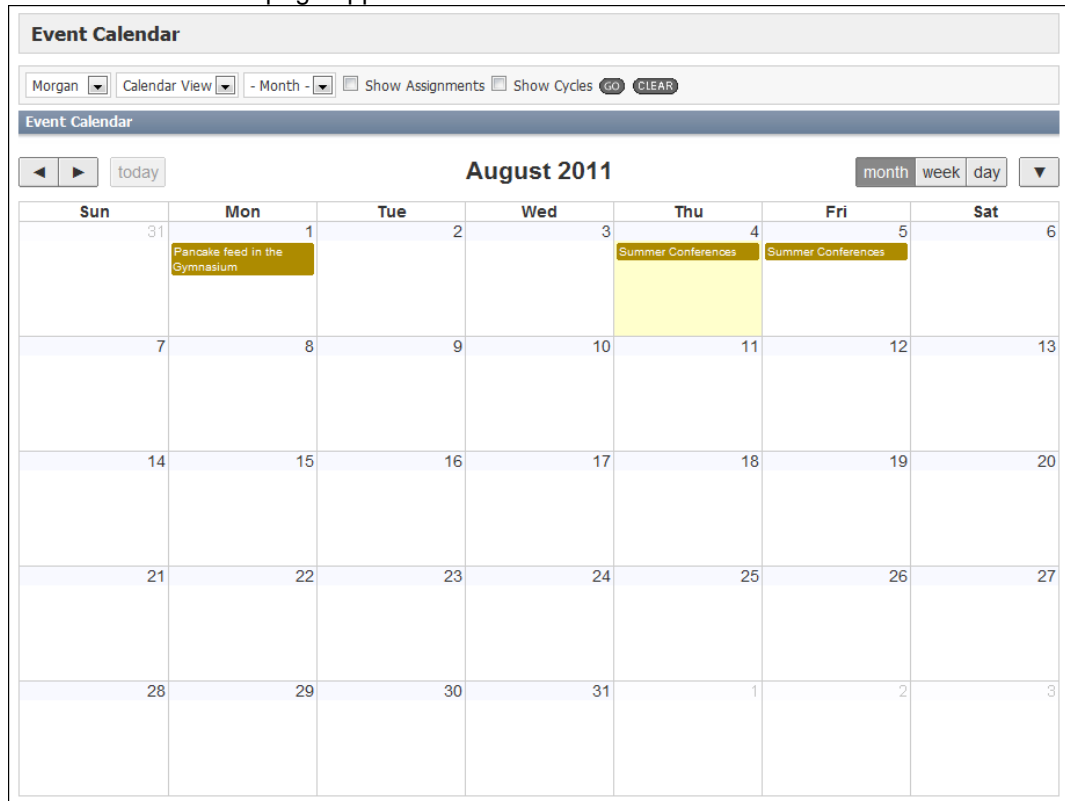 Event Calendar
Morgan Calendar View - Month - Show Assignments Show Cycles GO CLEAR
Event Calendar
today August 2011 month week day
Sun Mon Tue Wed Thu Fri Sat
31 1 2 3 4 5 6
Pancake feed in the Summer Conferences Summer Conferences
Gymnasium
7 8 9 10 11 12 13
14 15 16 17 18 19 20
21 22 23 24 25 26 27
28 29 30 31 1 2 3